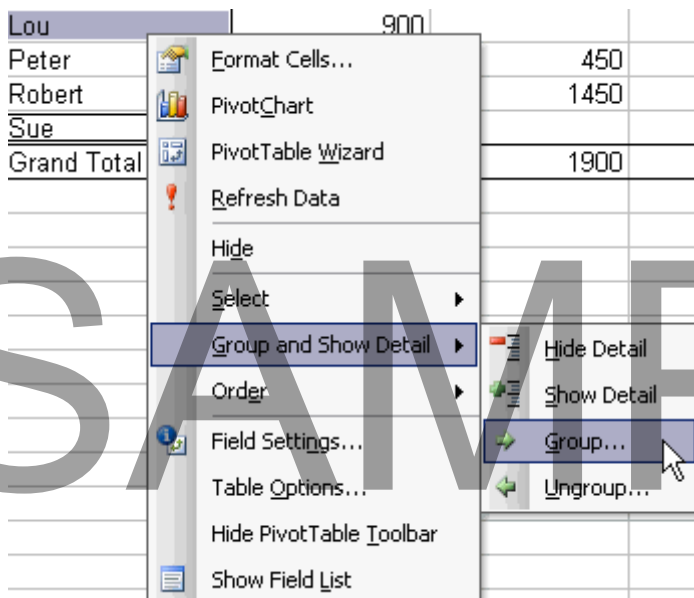 Lou 900
Peter 450
Robert 1450
Sue
Grand Total 1900
Format Cells...
PivotChart
PivotTable Wizard
Refresh Data
Hide
Select
Group and Show Detail
Order
Field Settings...
Table Options...
Hide PivotTable Toolbar
Show Field List
Hide Detail
Show Detail
Group...
Ungroup...
SAMP